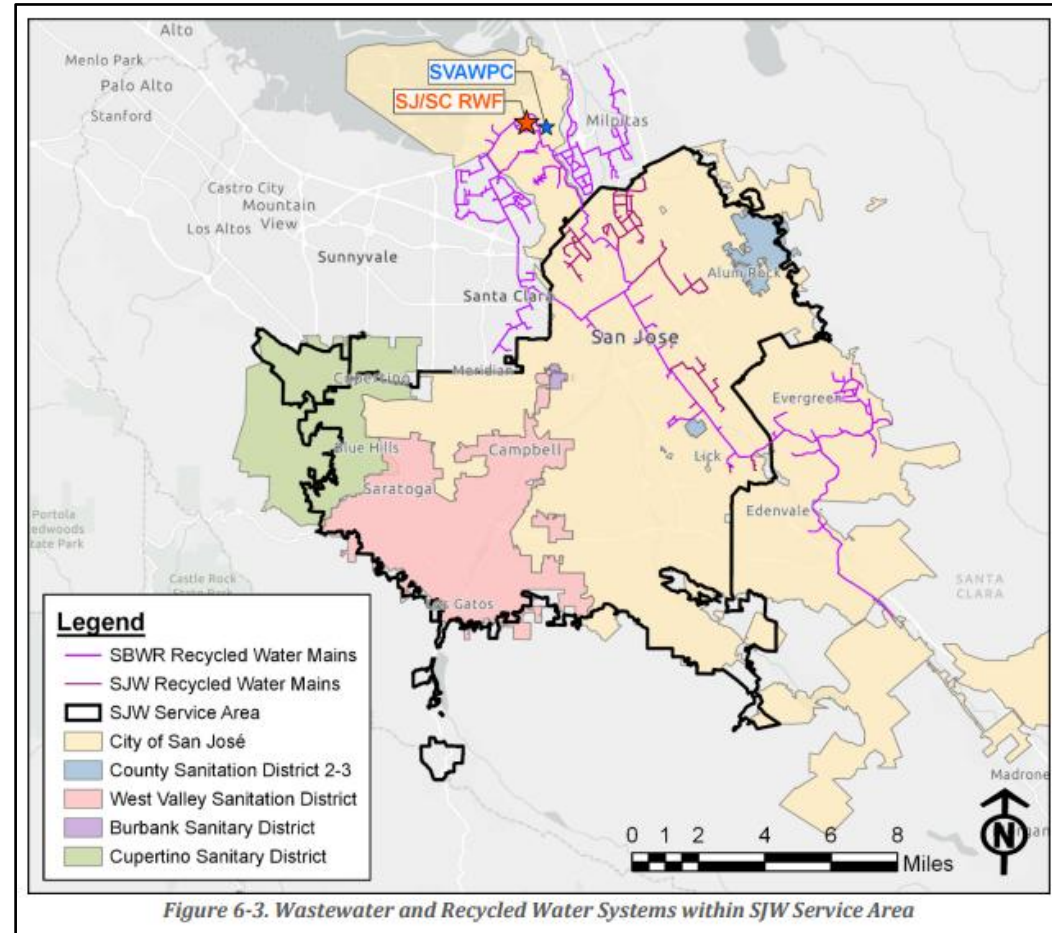 Alto
Menlo Park
Palo Alto
Stanford
SVAWPC
SJ/SC RWF
Milpitas
Castro City
Mountain
View
Los Altos
Sunnyvale
Alum Rock
Santa Clara
San Jose
Meridian
Cupertino
Evergreen
Blue Hills
Campbell
Lick
Saratoga
Edenvale
Portola
edwoods
tate Park
Castle Rock
State Park
SANTA
CLARA
Los Gatos
Legend
SBWR Recycled Water Mains
SJW Recycled Water Mains
SJW Service Area
City of San José
County Sanitation District 2-3
West Valley Sanitation District
Burbank Sanitary District
Cupertino Sanitary District
Madrone
0 1 2 4 6 8
Miles
N
Figure 6-3. Wastewater and Recycled Water Systems within SJW Service Area